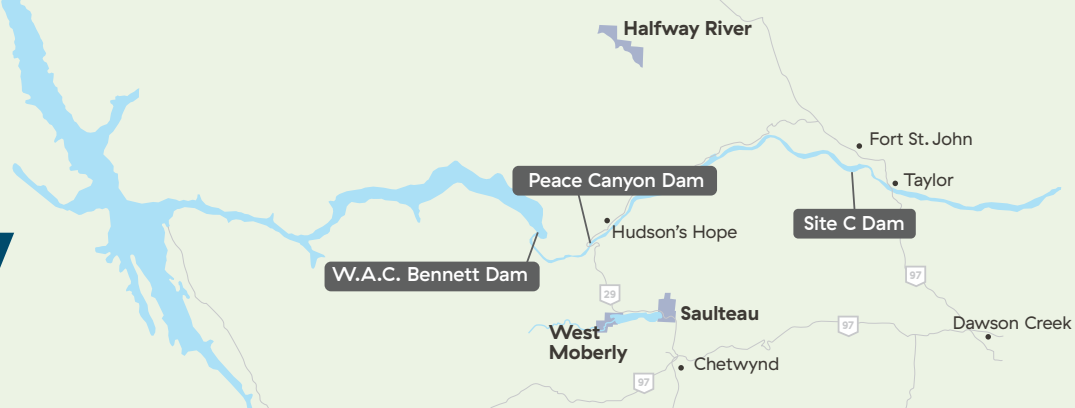 Halfway River
Fort St. John
Peace Canyon Dam
Taylor
Site C Dam
Hudson's Hope
W.A.C. Bennett Dam
97
29
Saulteau
West
Moberly
97
Dawson Creek
Chetwynd
97